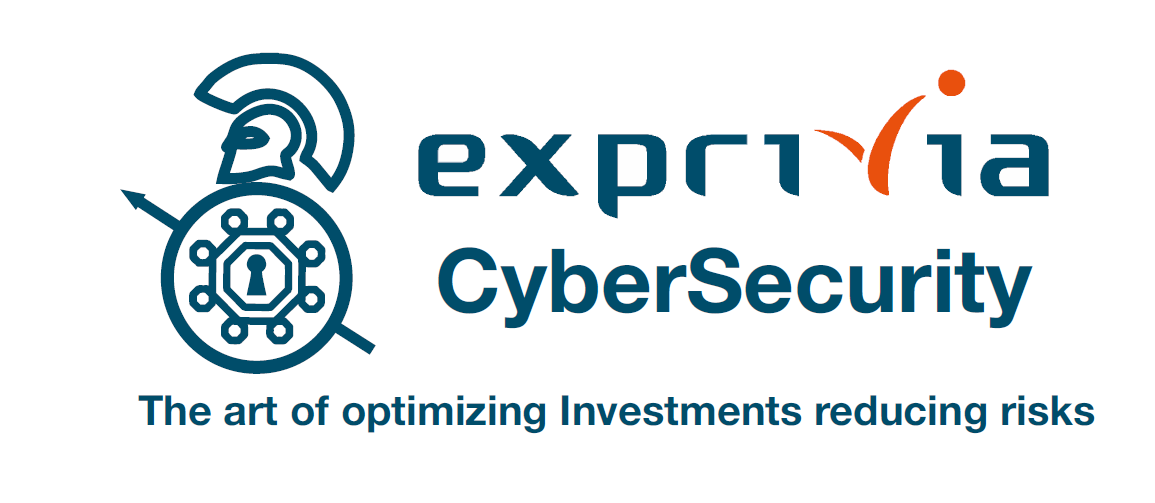 exprivia
CyberSecurity
The art of optimizing Investments reducing risks